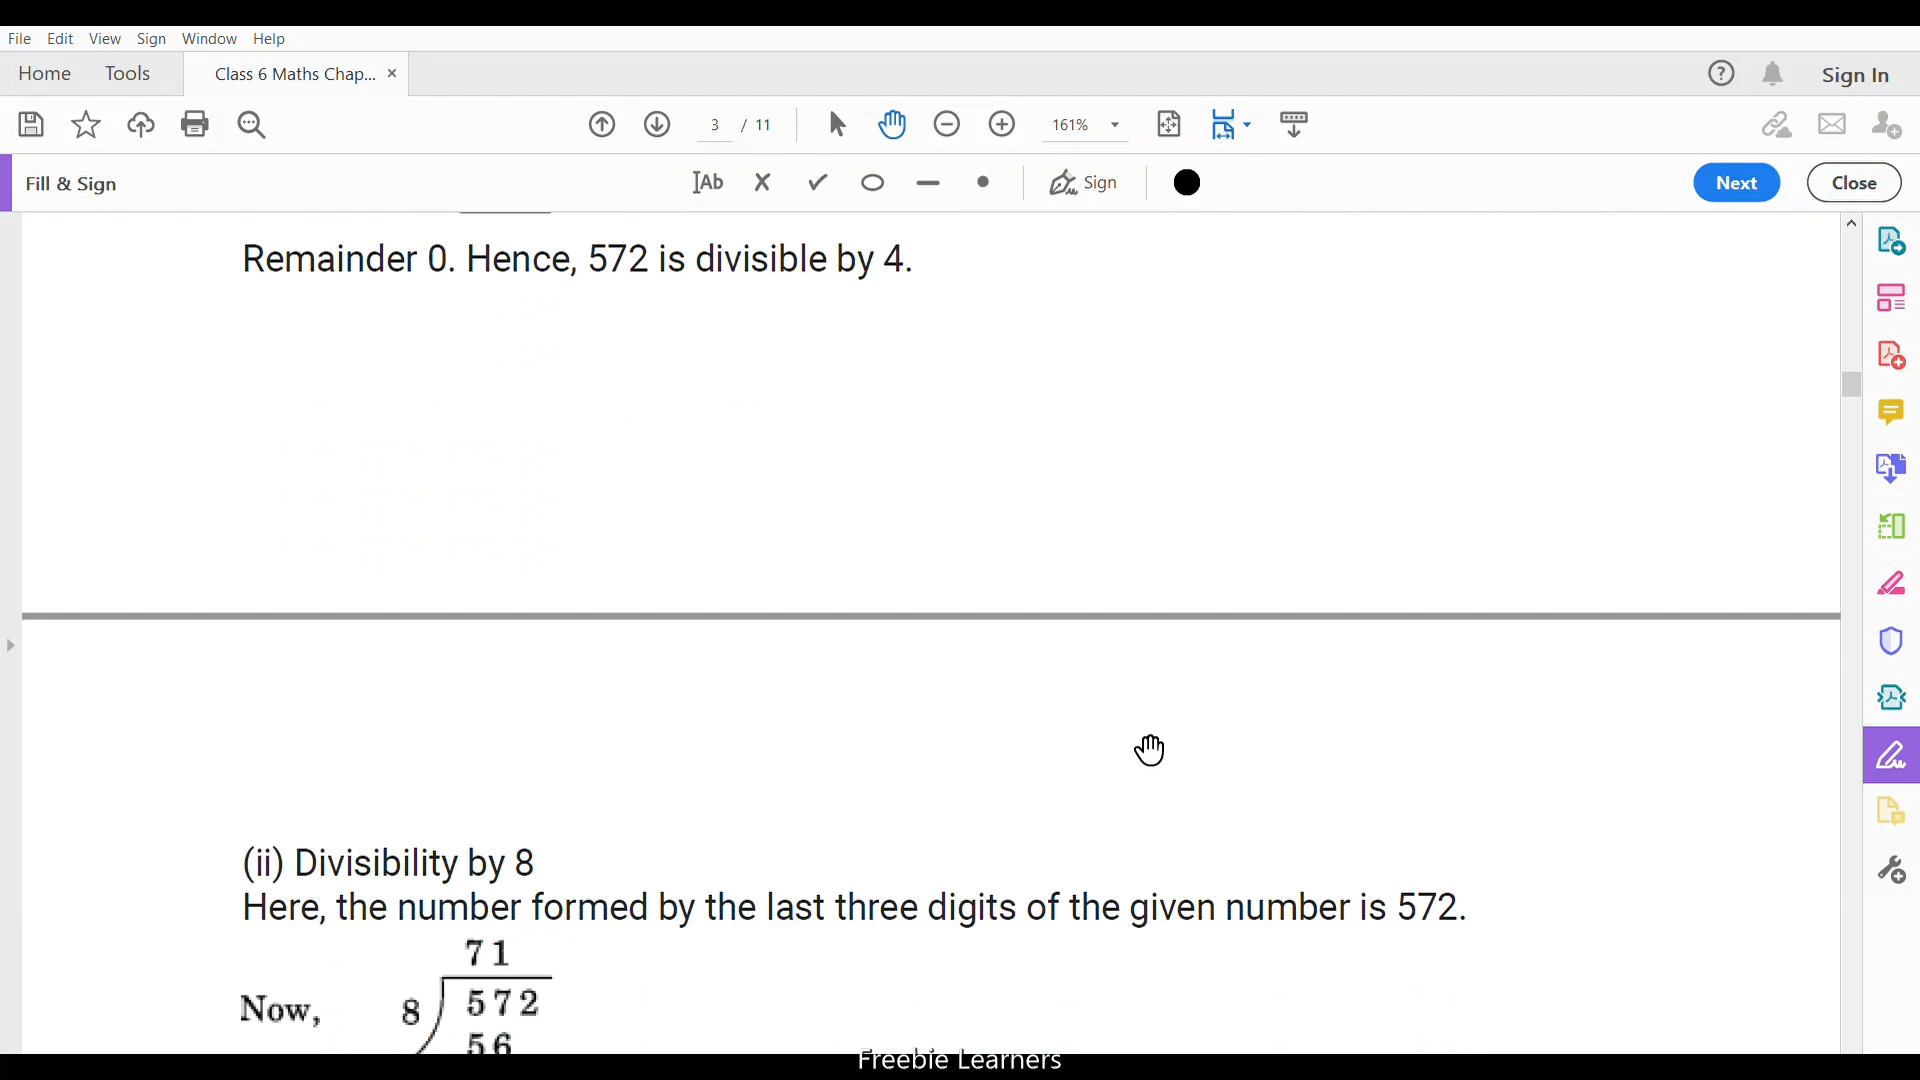 File Edit View Sign Window Help
Home Tools Class 6 Maths Chap... × Sign In
3 / 11 161%
Fill & Sign Ab Sign Next Close
Remainder 0. Hence, 572 is divisible by 4.
(ii) Divisibility by 8
Here, the number formed by the last three digits of the given number is 572.
71
Now, 8 572
56
Freebie Learners